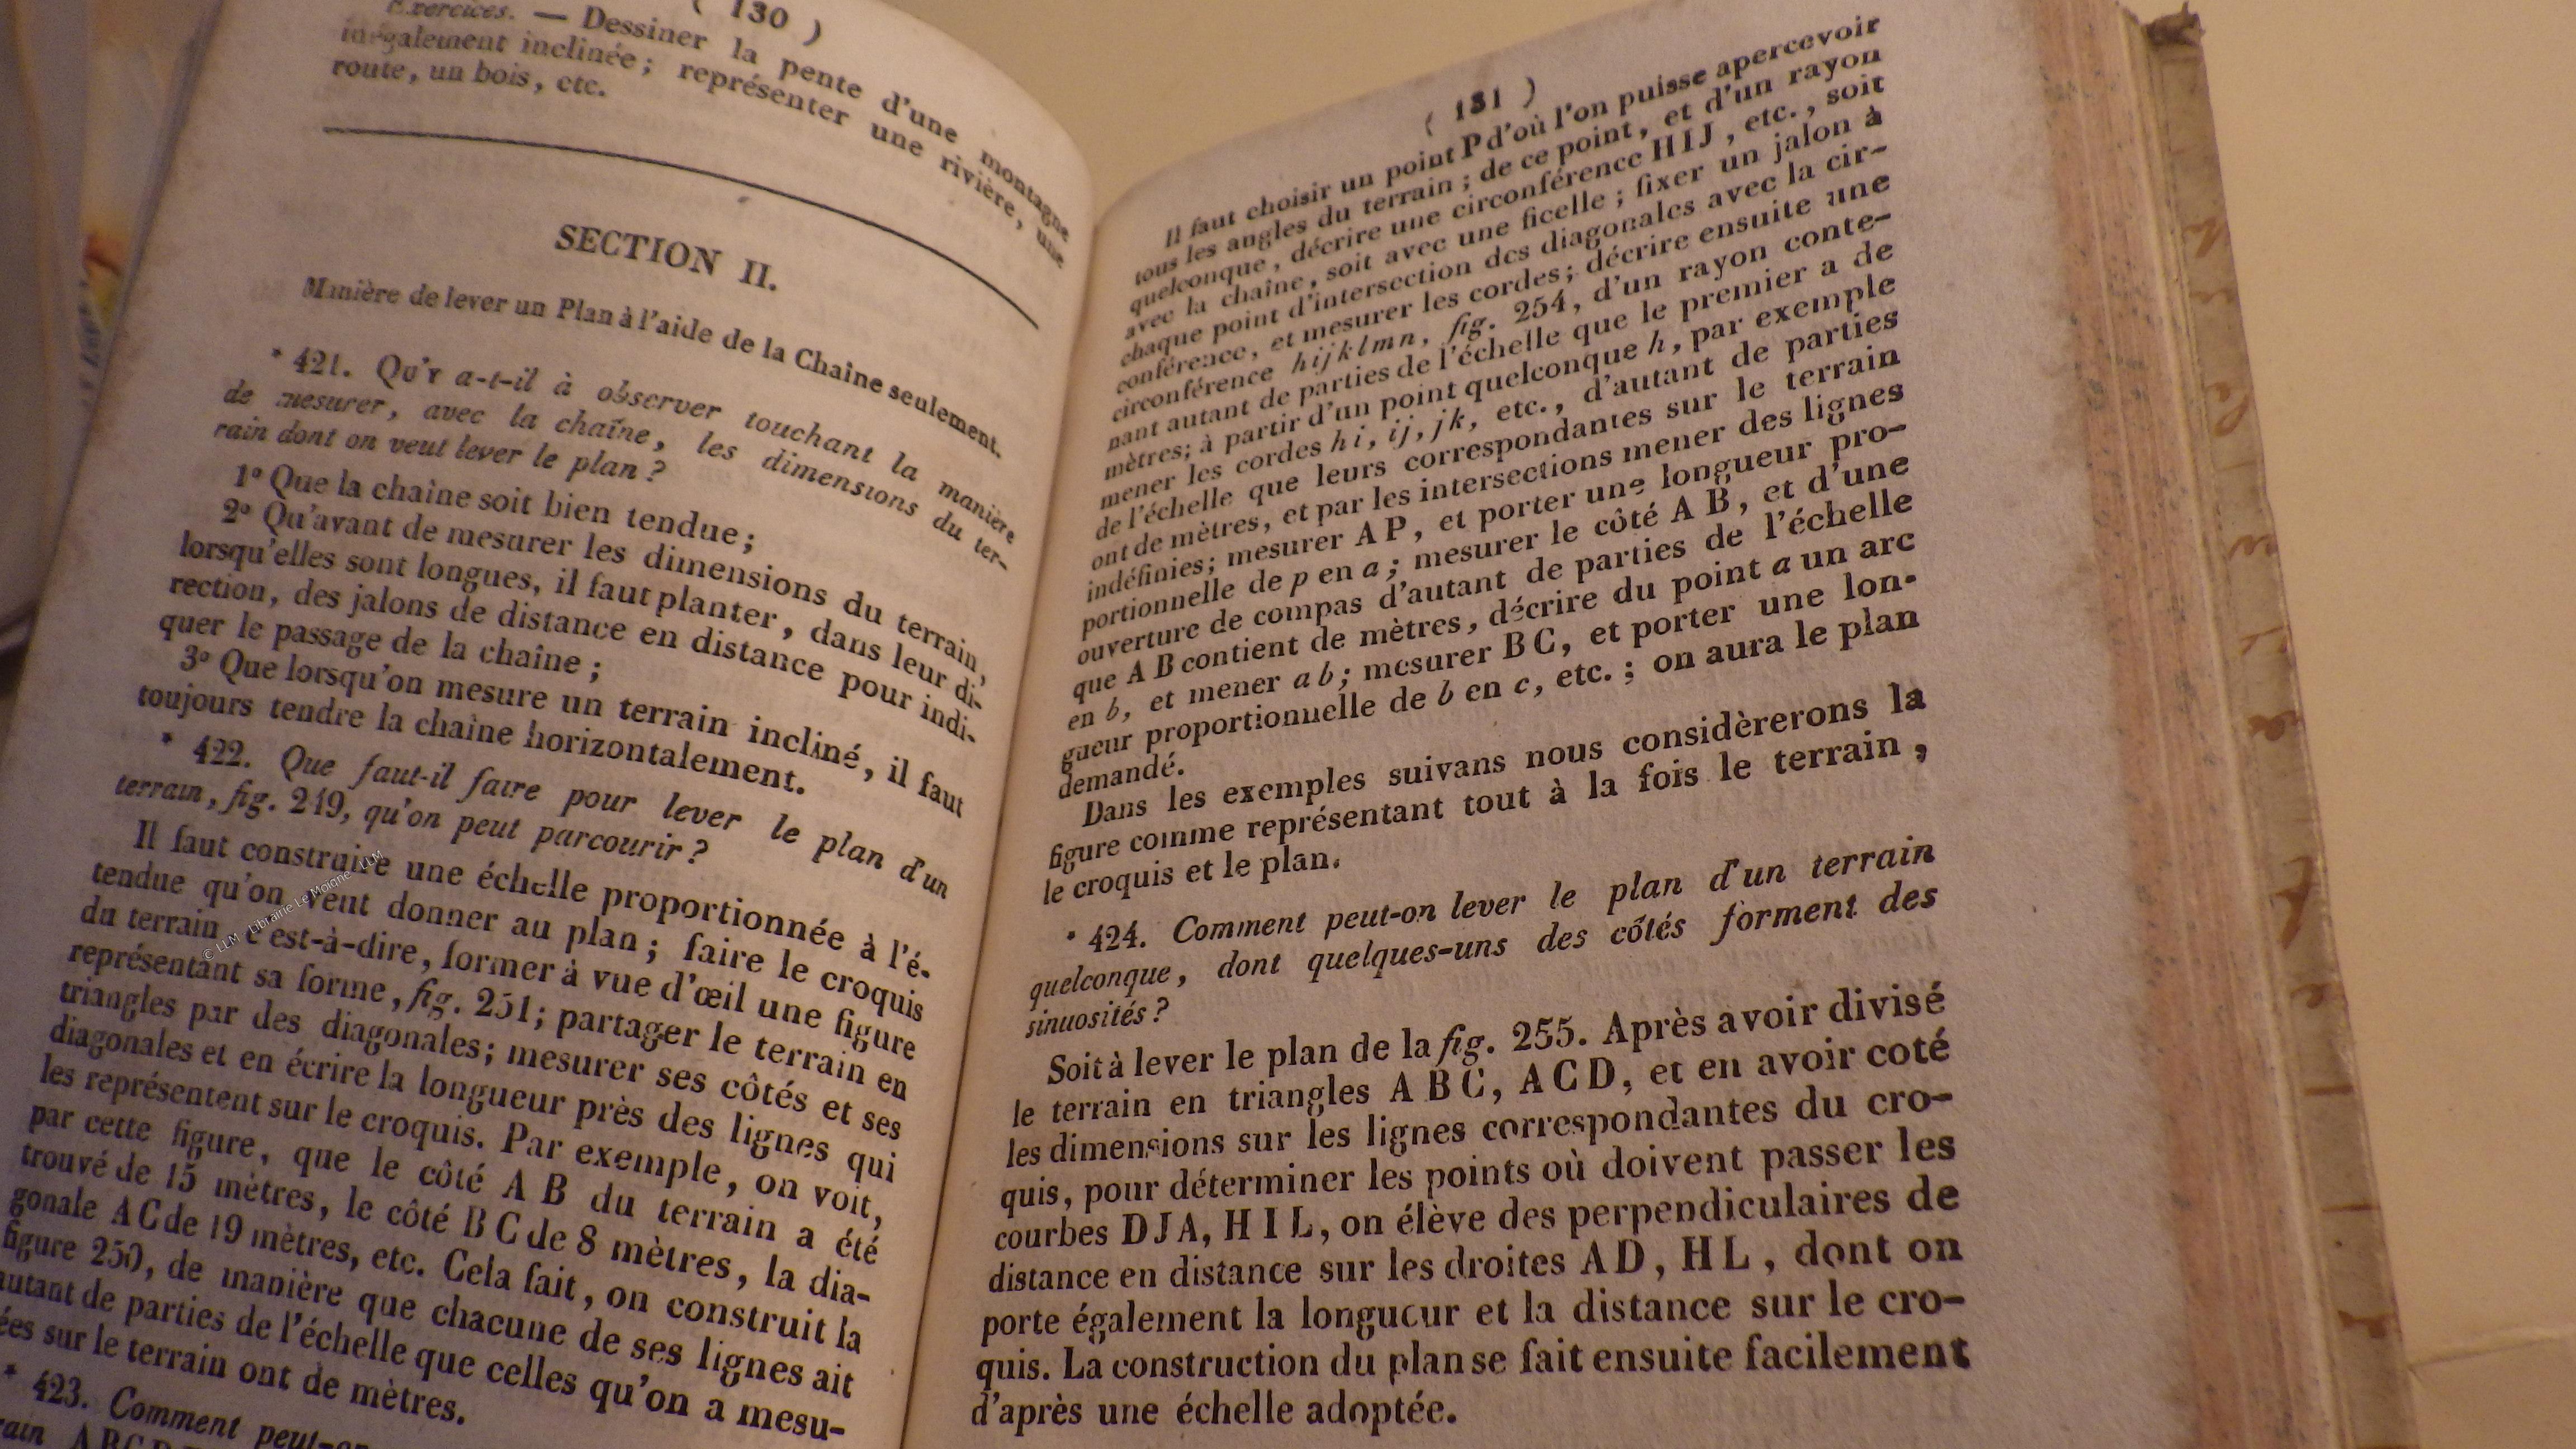 ( 130 )
Exercices. — Dessiner la pente d'une montagne
inégalement inclinée; représenter une rivière, une
route, un bois, etc.
SECTION II.
Manière de lever un Plan à l'aide de la Chaîne seulement.
* 421. Qu'y a-t-il à observer touchant la manière
de mesurer, avec la chaîne, les dimensions du ter-
rain dont on veut lever le plan ?
1° Que la chaîne soit bien tendue;
2° Qu'avant de mesurer les dimensions du terrain,
lorsqu'elles sont longues, il faut planter, dans leur di-
rection, des jalons de distance en distance pour indi-
quer le passage de la chaîne;
3° Que lorsqu'on mesure un terrain incliné, il faut
toujours tendre la chaîne horizontalement.
* 422. Que faut-il faire pour lever le plan d'un
terrain, fig. 249, qu'on peut parcourir ?
Il faut construire une échelle proportionnée à l'é-
tendue qu'on veut donner au plan; faire le croquis
du terrain, c'est-à-dire, former à vue d'œil une figure
représentant sa forme, fig. 251; partager le terrain en
triangles par des diagonales; mesurer ses côtés et ses
diagonales et en écrire la longueur près des lignes qui
les représentent sur le croquis. Par exemple, on voit,
par cette figure, que le côté A B du terrain a été
trouvé de 15 mètres, le côté B C de 8 mètres, la dia-
gonale A C de 19 mètres, etc. Cela fait, on construit la
figure 250, de manière que chacune de ses lignes ait
autant de parties de l'échelle que celles qu'on a mesu-
ées sur le terrain ont de mètres.
* 423. Comment peut-on
rain
© LLM - Librairie Le Moigne LLM
( 131 )
Il faut choisir un point P d'où l'on puisse apercevoir
tous les angles du terrain; de ce point, et d'un rayon
quelconque, décrire une circonférence HIJ, etc., soit
avec la chaîne, soit avec une ficelle; fixer un jalon à
chaque point d'intersection des diagonales avec la cir-
conférence, et mesurer les cordes; décrire ensuite une
circonférence hijklmn, fig. 254, d'un rayon conte-
nant autant de parties de l'échelle que le premier a de
mètres; à partir d'un point quelconque h, par exemple
mener les cordes hi, ij, jk, etc., d'autant de parties
de l'échelle que leurs correspondantes sur le terrain
ont de mètres, et par les intersections mener des lignes
indéfinies; mesurer A P, et porter une longueur pro-
portionnelle de p en a; mesurer le côté A B, et d'une
ouverture de compas d'autant de parties de l'échelle
que A B contient de mètres, décrire du point a un arc
en b, et mener ab; mesurer B C, et porter une lon-
gueur proportionnelle de b en c, etc.; on aura le plan
demandé.
Dans les exemples suivans nous considèrerons la
figure comme représentant tout à la fois le terrain,
le croquis et le plan.
* 424. Comment peut-on lever le plan d'un terrain
quelconque, dont quelques-uns des côtés forment des
sinuosités ?
Soit à lever le plan de la fig. 255. Après avoir divisé
le terrain en triangles A B C, A C D, et en avoir coté
les dimensions sur les lignes correspondantes du cro-
quis, pour déterminer les points où doivent passer les
courbes D J A, H I L, on élève des perpendiculaires de
distance en distance sur les droites A D, H L, dont on
porte également la longueur et la distance sur le cro-
quis. La construction du plan se fait ensuite facilement
d'après une échelle adoptée.